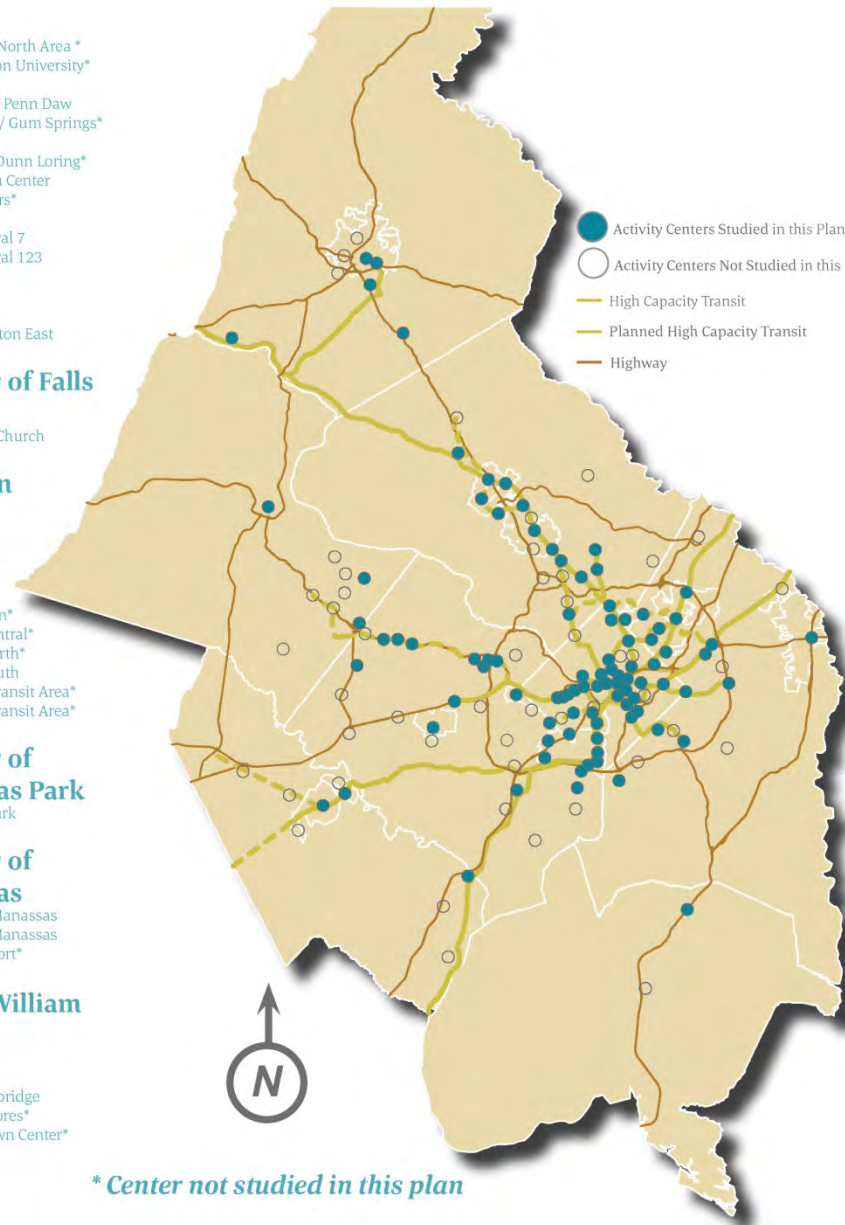 North Area *
on University*
Penn Daw
/ Gum Springs*
Dunn Loring*
Center
rs*
ral 7
ral 123
ton East
of Falls
Church
n
n*
ntral*
rth*
uth
ransit Area*
ransit Area*
of
as Park
ark
of
as
Manassas
Manassas
ort*
William
bridge
ores*
wn Center*
Activity Centers Studied in this Plan
Activity Centers Not Studied in this
High Capacity Transit
Planned High Capacity Transit
Highway
N
* Center not studied in this plan